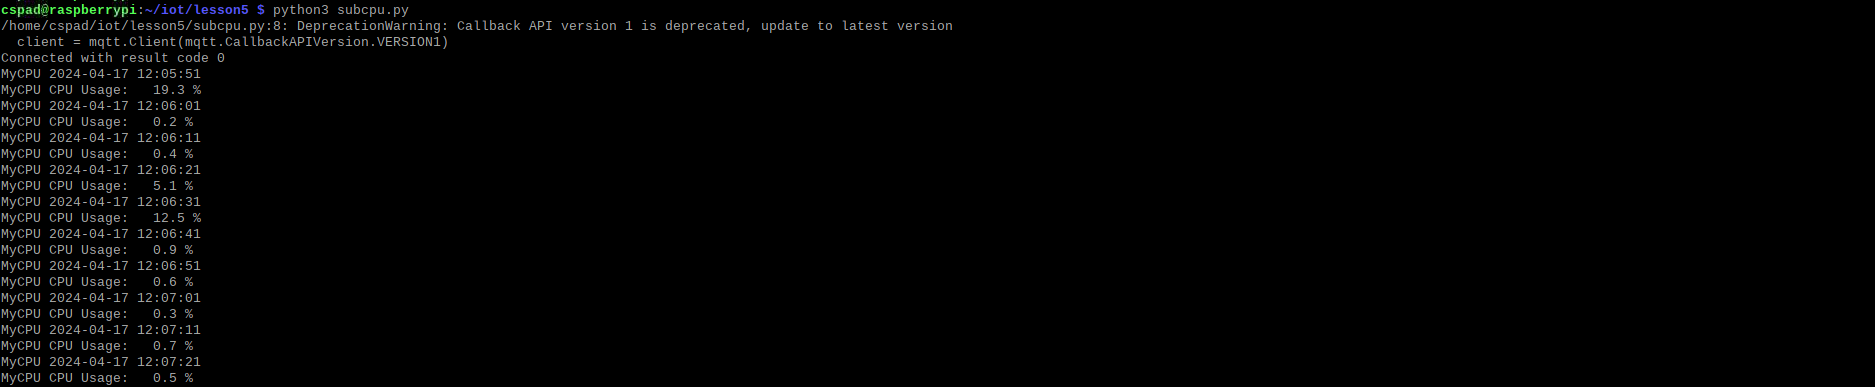 cspad@raspberrypi:~/iot/lesson5 $ python3 subcpu.py
/home/cspad/iot/lesson5/subcpu.py:8: DeprecationWarning: Callback API version 1 is deprecated, update to latest version
  client = mqtt.Client(mqtt.CallbackAPIVersion.VERSION1)
Connected with result code 0
MyCPU 2024-04-17 12:05:51
MyCPU CPU Usage:   19.3 %
MyCPU 2024-04-17 12:06:01
MyCPU CPU Usage:   0.2 %
MyCPU 2024-04-17 12:06:11
MyCPU CPU Usage:   0.4 %
MyCPU 2024-04-17 12:06:21
MyCPU CPU Usage:   5.1 %
MyCPU 2024-04-17 12:06:31
MyCPU CPU Usage:   12.5 %
MyCPU 2024-04-17 12:06:41
MyCPU CPU Usage:   0.9 %
MyCPU 2024-04-17 12:06:51
MyCPU CPU Usage:   0.6 %
MyCPU 2024-04-17 12:07:01
MyCPU CPU Usage:   0.3 %
MyCPU 2024-04-17 12:07:11
MyCPU CPU Usage:   0.7 %
MyCPU 2024-04-17 12:07:21
MyCPU CPU Usage:   0.5 %